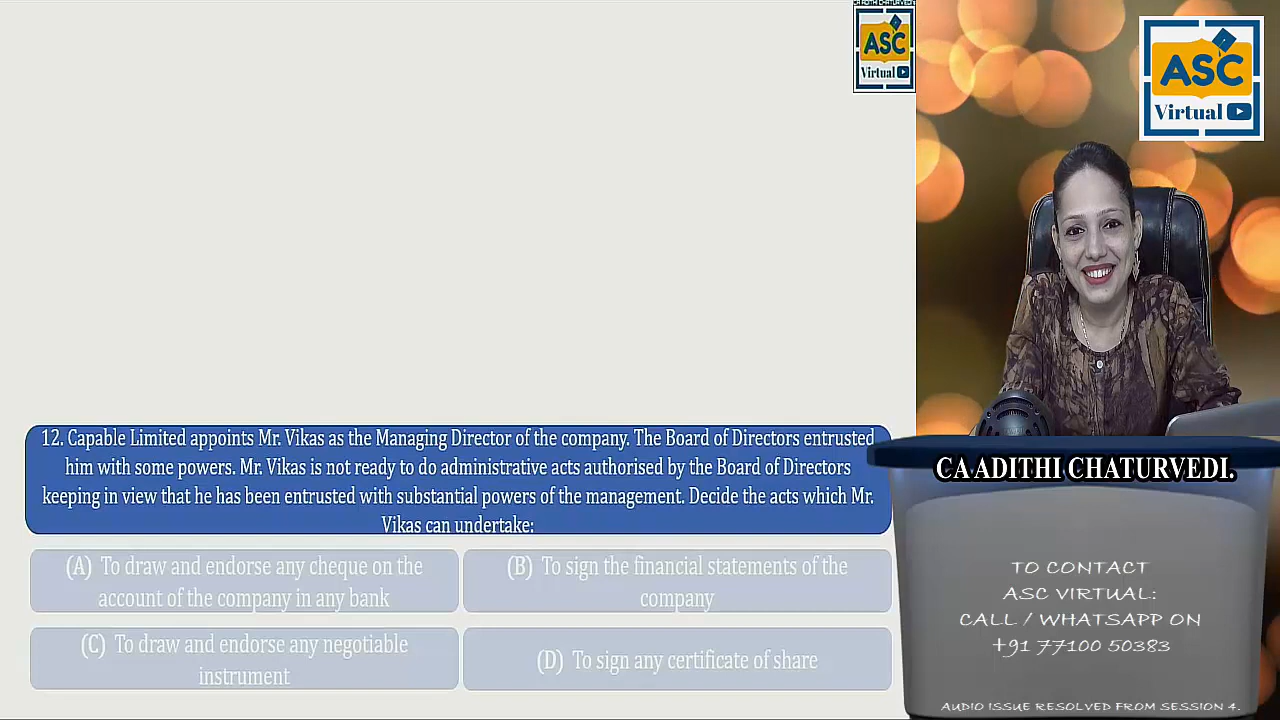 CA ADITHI CHATURVEDI
ASC
Virtual
ASC
Virtual
12. Capable Limited appoints Mr. Vikas as the Managing Director of the company. The Board of Directors entrusted
him with some powers. Mr. Vikas is not ready to do administrative acts authorised by the Board of Directors
keeping in view that he has been entrusted with substantial powers of the management. Decide the acts which Mr.
Vikas can undertake:
(A) To draw and endorse any cheque on the
account of the company in any bank
(B) To sign the financial statements of the
company
(C) To draw and endorse any negotiable
instrument
(D) To sign any certificate of share
CA ADITHI CHATURVEDI.
TO CONTACT
ASC VIRTUAL:
CALL / WHATSAPP ON
+91 77100 50383
AUDIO ISSUE RESOLVED FROM SESSION 4.